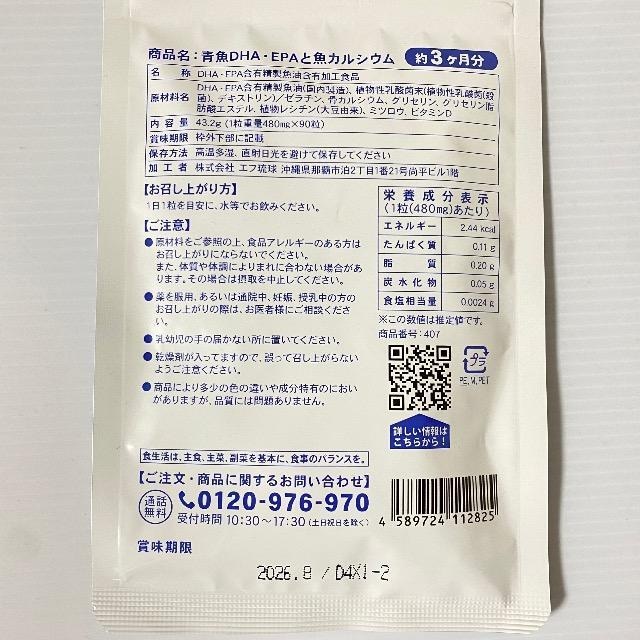 商品名：青魚DHA・EPAと魚カルシウム 約3ヶ月分
名称 DHA・EPA含有精製魚油含有加工食品
原材料名 DHA・EPA含有精製魚油(国内製造)、植物性乳酸菌末(植物性乳酸菌(殺
菌)、デキストリン)/ゼラチン、骨カルシウム、グリセリン、グリセリン脂
肪酸エステル、植物レシチン(大豆由来)、ミツロウ、ビタミンD
内容量 43.2g (1粒重量480mg×90粒)
賞味期限 枠外下部に記載
保存方法 高温多湿、直射日光を避けて保存してください
加工者 株式会社 エフ琉球 沖縄県那覇市泊2丁目1番21号尚平ビル1階
【お召し上がり方】
1日1粒を目安に、水等でお飲みください。
【ご注意】
●原材料をご参照の上、食品アレルギーのある方は
お召し上がりにならないでください。
また、体質や体調によりまれに合わない場合があ
ります。その場合は摂取を中止してください。
●薬を服用、あるいは通院中、妊娠、授乳中の方の
お召し上がりの際は、お医者様にご相談くださ
い。
●乳幼児の手の届かない所に置いてください。
●乾燥剤が入ってますので、誤って召し上がらない
ようご注意ください。
●商品により多少の色の違いや成分特有のにおい
がありますが、品質には問題ありません。
栄養成分表示
(1粒(480mg)あたり)
エネルギー 2.44 kcal
たんぱく質 0.11 g
脂質 0.20 g
炭水化物 0.05 g
食塩相当量 0.0024 g
※この数値は推定値です。
商品番号：407
プラ
PE,M,PET
詳しい情報は
こちらから！
食生活は、主食、主菜、副菜を基本に、食事のバランスを。
【ご注文・商品に関するお問い合わせ】
通話
無料
0120-976-970
受付時間 10:30～17:30 (土日祝日を除く)
4 589724 112825
賞味期限
2026.8 / D4X1-2